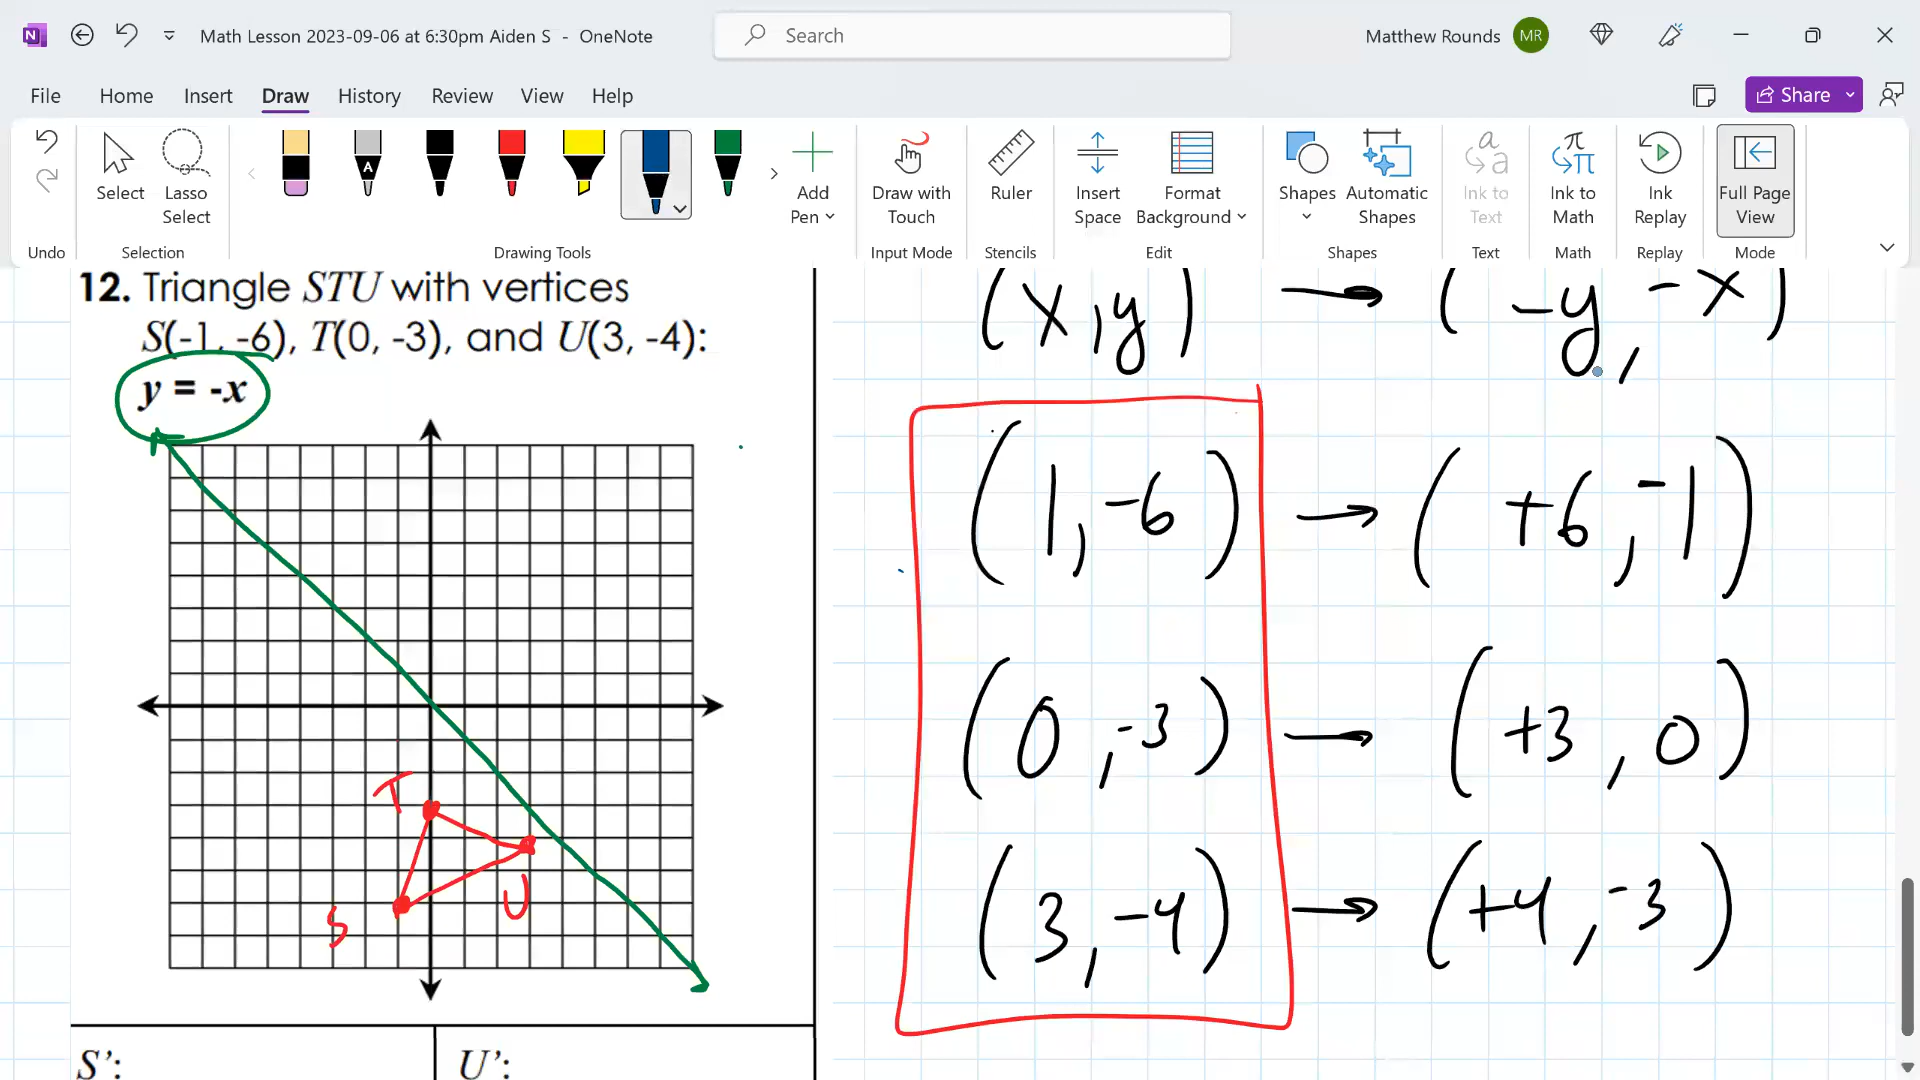 Math Lesson 2023-09-06 at 6:30pm Aiden S - OneNote
Search
Matthew Rounds MR
File Home Insert Draw History Review View Help
Share
Select
Lasso Select
A
Add Pen
Draw with Touch
Ruler
Insert Space
Format Background
Shapes
Automatic Shapes
a a
Ink to Text
π π
Ink to Math
Ink Replay
Full Page View
Undo Selection Drawing Tools Input Mode Stencils Edit Shapes Text Math Replay Mode
12. Triangle STU with vertices
S(-1, -6), T(0, -3), and U(3, -4):
y = -x
T
U
S
S':
U':
(x, y) → (-y, -x)
(1, -6) → (+6, -1)
(0, -3) → (+3, 0)
(3, -4) → (+4, -3)